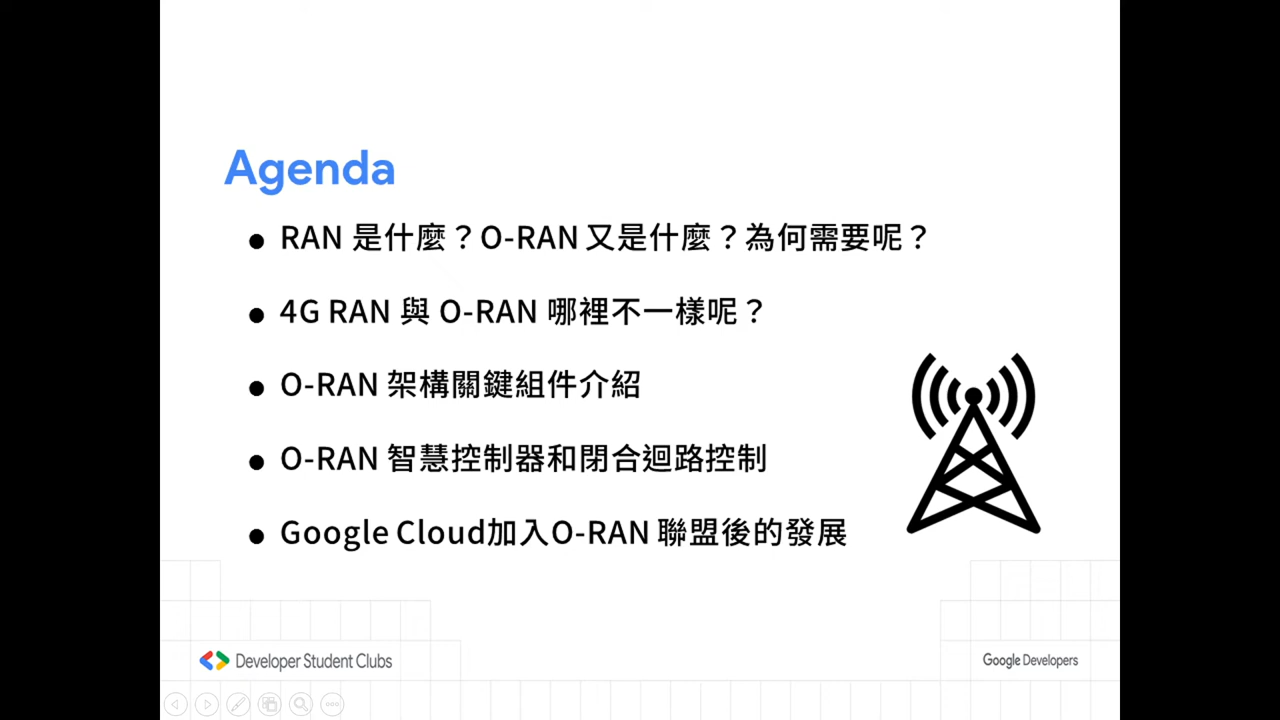 Agenda
RAN 是什麼？O-RAN 又是什麼？為何需要呢？
4G RAN 與 O-RAN 哪裡不一樣呢？
O-RAN 架構關鍵組件介紹
O-RAN 智慧控制器和閉合迴路控制
Google Cloud加入O-RAN 聯盟後的發展
Developer Student Clubs
Google Developers